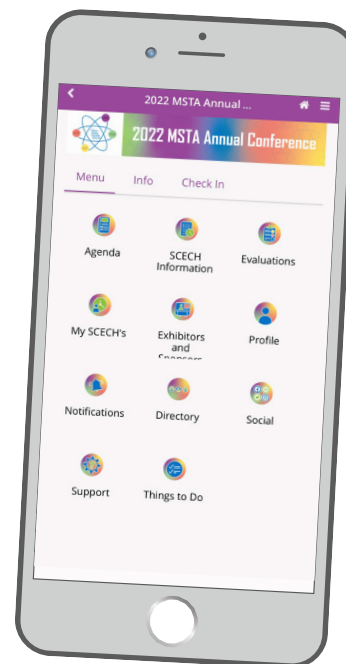 2022 MSTA Annual ...
2022 MSTA Annual Conference
Menu Info Check In
Agenda
SCECH
Information
Evaluations
My SCECH's
Exhibitors
and
Sponsors
Profile
Notifications
Directory
Social
Support
Things to Do